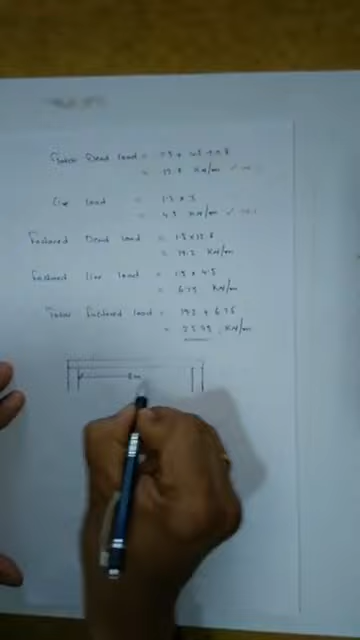 Total Dead load = 7.5 + 4.5 + 0.8
= 12.8 KN/m ✓
Live load = 1.5 x 3
= 4.5 KN/m ✓
Factored Dead load = 1.5 x 12.8
= 19.2 KN/m
Factored Live load = 1.5 x 4.5
= 6.75 KN/m
Total Factored load = 19.2 + 6.75
= 25.95 KN/m